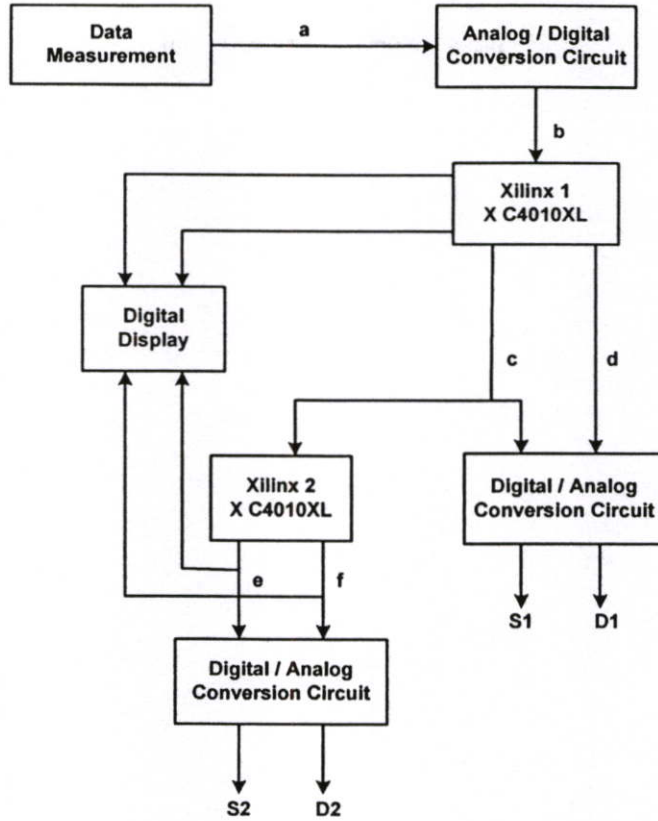 Data
Measurement
a
Analog / Digital
Conversion Circuit
b
Xilinx 1
X C4010XL
Digital
Display
c
d
Xilinx 2
X C4010XL
Digital / Analog
Conversion Circuit
e
f
S1
D1
Digital / Analog
Conversion Circuit
S2
D2